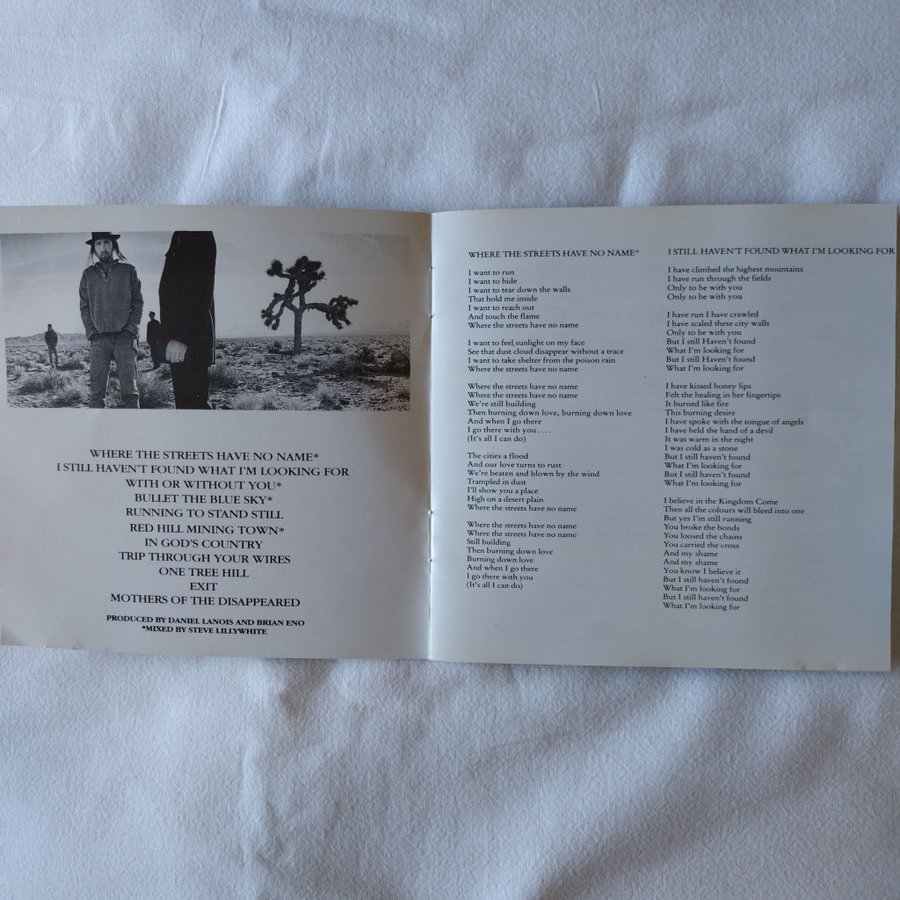 WHERE THE STREETS HAVE NO NAME*
I STILL HAVEN'T FOUND WHAT I'M LOOKING FOR
WITH OR WITHOUT YOU*
BULLET THE BLUE SKY*
RUNNING TO STAND STILL
RED HILL MINING TOWN*
IN GOD'S COUNTRY
TRIP THROUGH YOUR WIRES
ONE TREE HILL
EXIT
MOTHERS OF THE DISAPPEARED
PRODUCED BY DANIEL LANOIS AND BRIAN ENO
*MIXED BY STEVE LILLYWHITE
WHERE THE STREETS HAVE NO NAME*
I want to run
I want to hide
I want to tear down the walls
That hold me inside
I want to reach out
And touch the flame
Where the streets have no name
I want to feel,sunlight on my face
See that dust cloud disappear without a trace
I want to take shelter from the poison rain
Where the streets have no name
Where the streets have no name
Where the streets have no name
We're still building
Then burning down love, burning down love
And when I go there
I go there with you . . . .
(It's all I can do)
The cities a flood
And our love turns to rust
We're beaten and blown by the wind
Trampled in dust
I'll show you a place
High on a desert plain
Where the streets have no name
Where the streets have no name
Where the streets have no name
Still building
Then burning down love
Burning down love
And when I go there
I go there with you
(It's all I can do)
I STILL HAVEN'T FOUND WHAT I'M LOOKING FOR
I have climbed the highest mountains
I have run through the fields
Only to be with you
Only to be with you
I have run I have crawled
I have scaled these city walls
Only to be with you
But I still Haven't found
What I'm looking for
But I still Haven't found
What I'm looking for
I have kissed honey lips
Felt the healing in her fingertips
It burned like fire
This burning desire
I have spoke with the tongue of angels
I have held the hand of a devil
It was warm in the night
I was cold as a stone
But I still haven't found
What I'm looking for
But I still haven't found
What I'm looking for
I believe in the Kingdom Come
Then all the colours will bleed into one
But yes I'm still running
You broke the bonds
You loosed the chains
You carried the cross
And my shame
And my shame
You know I believe it
But I still haven't found
What I'm looking for
But I still haven't found
What I'm looking for